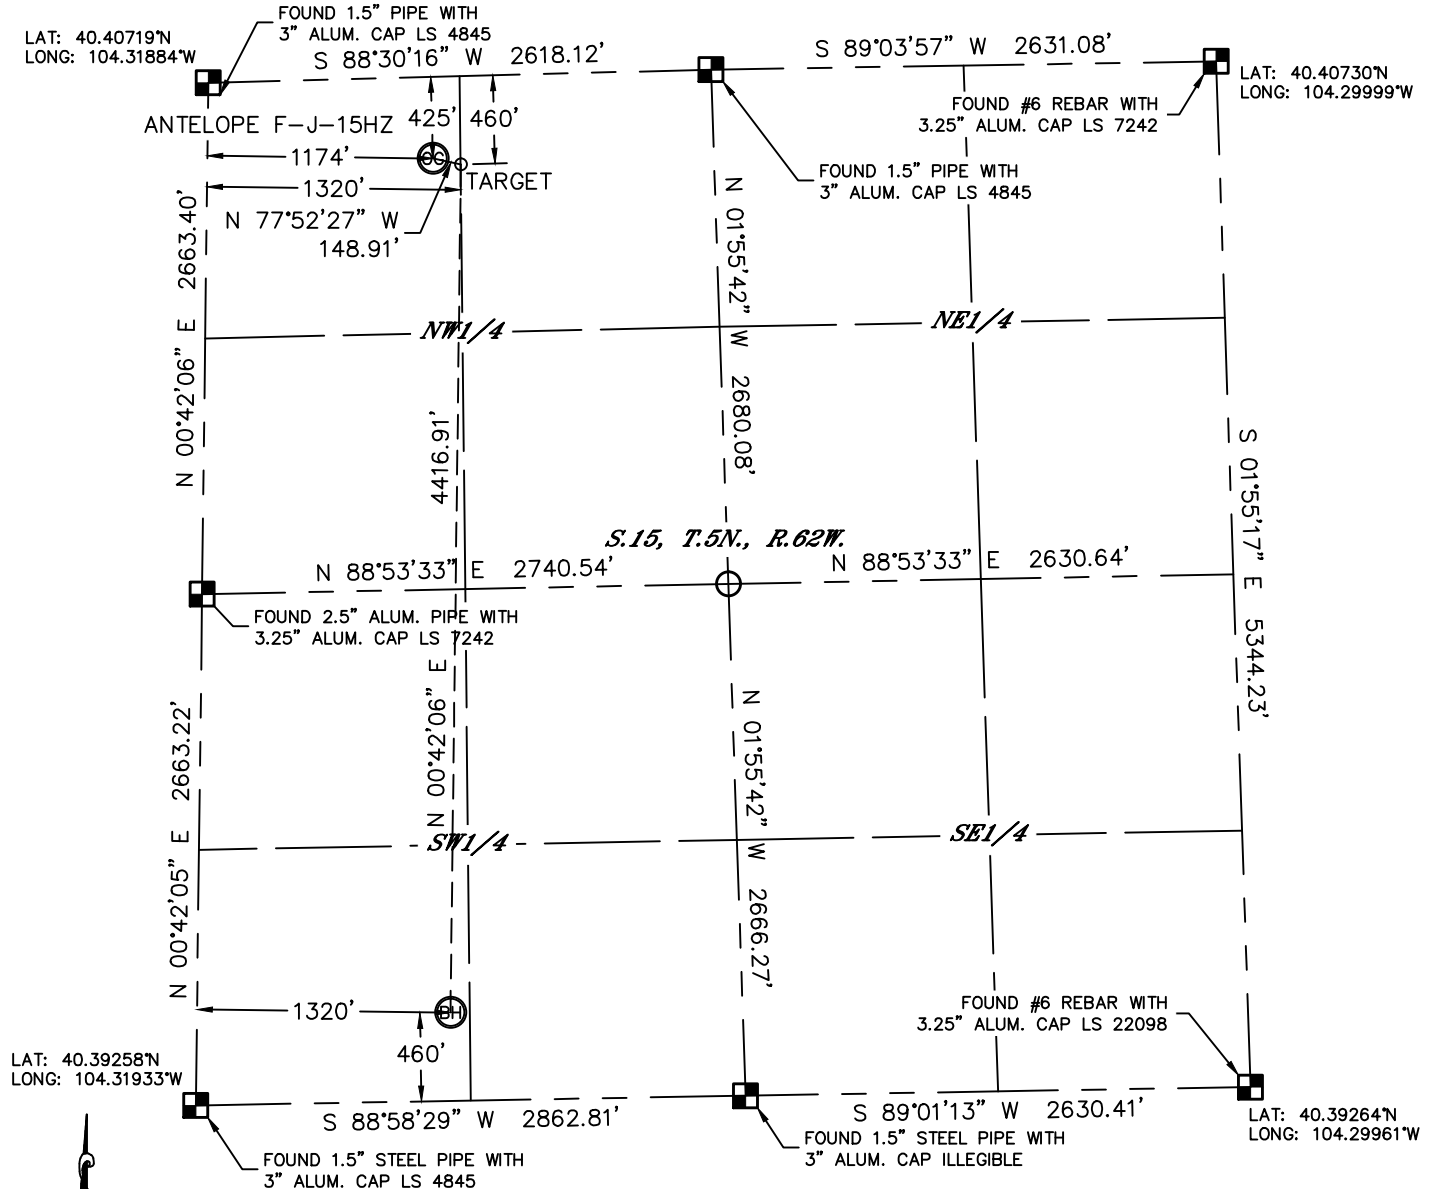 FOUND 1.5" PIPE WITH
3" ALUM. CAP LS 4845
LAT: 40.40719°N
LONG: 104.31884°W
S 88°30'16" W 2618.12'
S 89°03'57" W 2631.08'
LAT: 40.40730°N
LONG: 104.29999°W
FOUND #6 REBAR WITH
3.25" ALUM. CAP LS 7242
ANTELOPE F-J-15HZ
425'
460'
1174'
OG
1320'
TARGET
FOUND 1.5" PIPE WITH
3" ALUM. CAP LS 4845
N 77°52'27" W
148.91'
N 00°42'06" E 2663.40'
N 01°55'42" W 2680.08'
NW1/4
NE1/4
4416.91'
S 01°55'17" E 5344.23'
S.15, T.5N., R.62W.
N 88°53'33" E 2740.54'
N 88°53'33" E 2630.64'
FOUND 2.5" ALUM. PIPE WITH
3.25" ALUM. CAP LS 7242
N 00°42'06" E
N 00°42'05" E 2663.22'
N 01°55'42" W 2666.27'
SW1/4
SE1/4
1320'
BH
460'
FOUND #6 REBAR WITH
3.25" ALUM. CAP LS 22098
LAT: 40.39258°N
LONG: 104.31933°W
S 88°58'29" W 2862.81'
S 89°01'13" W 2630.41'
LAT: 40.39264°N
LONG: 104.29961°W
FOUND 1.5" STEEL PIPE WITH
3" ALUM. CAP ILLEGIBLE
FOUND 1.5" STEEL PIPE WITH
3" ALUM. CAP LS 4845